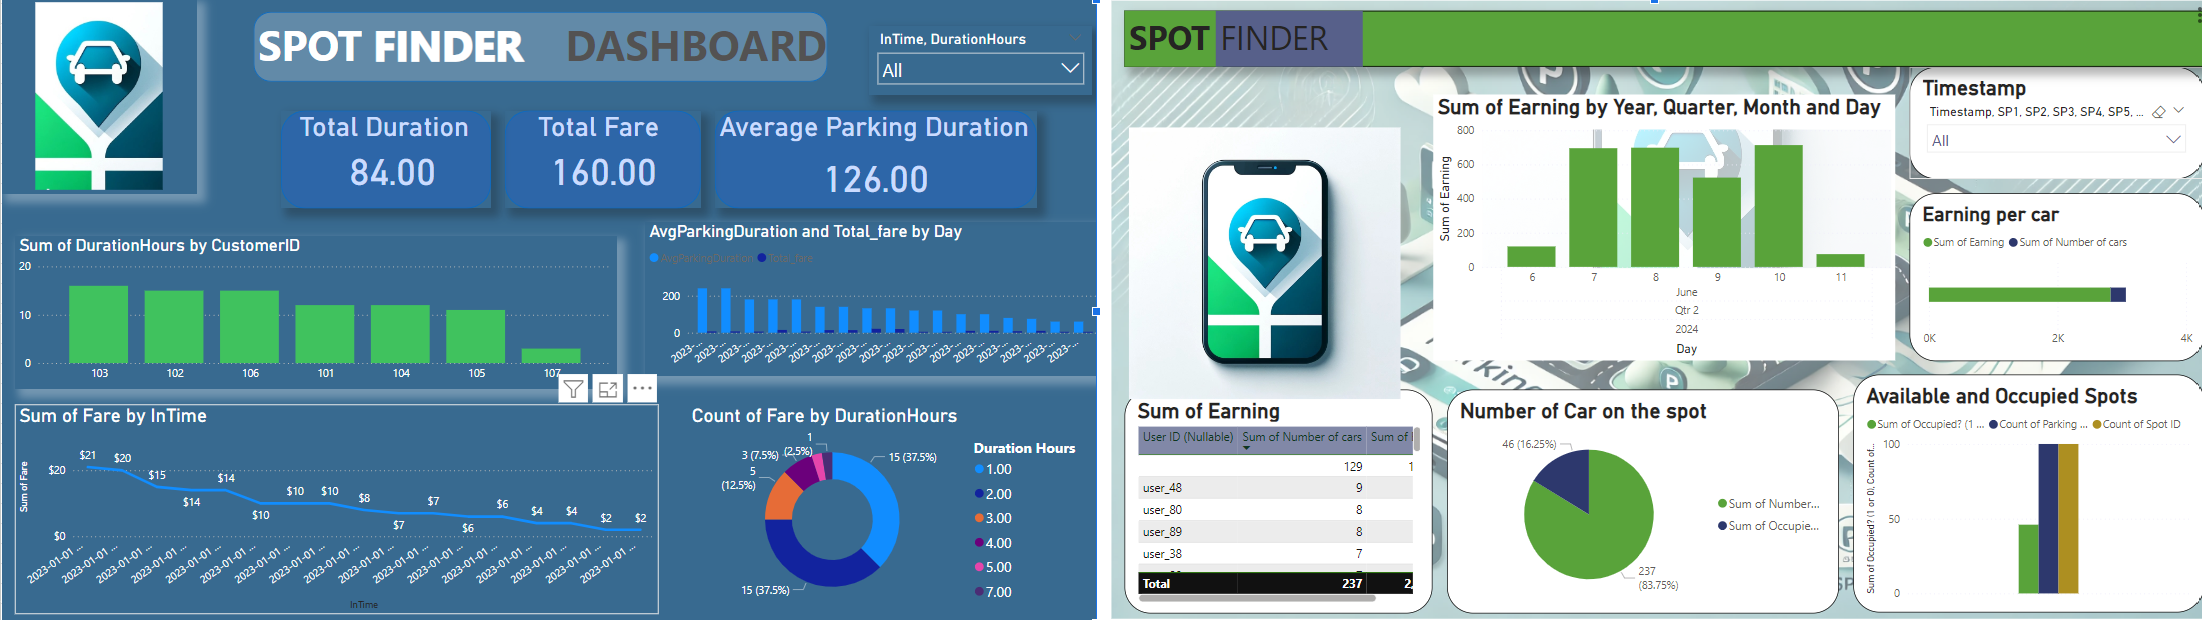 SPOT FINDER DASHBOARD
InTime, DurationHours
All
Total Duration
84.00
Total Fare
160.00
Average Parking Duration
126.00
Sum of DurationHours by CustomerID
20
10
0
103 102 106 101 104 105 107
AvgParkingDuration and Total_fare by Day
AvgParkingDuration Total_fare
200
0
2023-... 2023-... 2023-... 2023-... 2023-... 2023-... 2023-... 2023-... 2023-...
Sum of Fare by InTime
Sum of Fare
$20
$0
$21 $20 $15 $14 $14 $10 $10 $10 $8 $7 $7 $6 $6 $4 $4 $2 $2
2023-01-01 ... 2023-01-01 ... 2023-01-01 ... 2023-01-01 ... 2023-01-01 ... 2023-01-01 ... 2023-01-01 ... 2023-01-01 ... 2023-01-01 ... 2023-01-01 ... 2023-01-01 ... 2023-01-01 ... 2023-01-01 ... 2023-01-01 ... 2023-01-01 ... 2023-01-01 ... 2023-01-01 ...
InTime
Count of Fare by DurationHours
1
(2.5%)
3 (7.5%)
5
(12.5%)
15 (37.5%)
15 (37.5%)
Duration Hours
1.00
2.00
3.00
4.00
5.00
7.00
SPOT FINDER
Sum of Earning by Year, Quarter, Month and Day
Sum of Earning
800
600
400
200
0
6 7 8 9 10 11
June
Qtr 2
2024
Day
Timestamp
Timestamp, SP1, SP2, SP3, SP4, SP5, ...
All
Earning per car
Sum of Earning Sum of Number of cars
0K 2K 4K
Sum of Earning
User ID (Nullable) Sum of Number of cars Sum of
129 1
user_48 9
user_80 8
user_89 8
user_38 7
Total 237 2,
Number of Car on the spot
46 (16.25%)
237
(83.75%)
Sum of Number...
Sum of Occupie...
Available and Occupied Spots
Sum of Occupied? (1 ... Count of Parking ... Count of Spot ID
Sum of Occupied? (1 or 0), Count of...
100
50
0